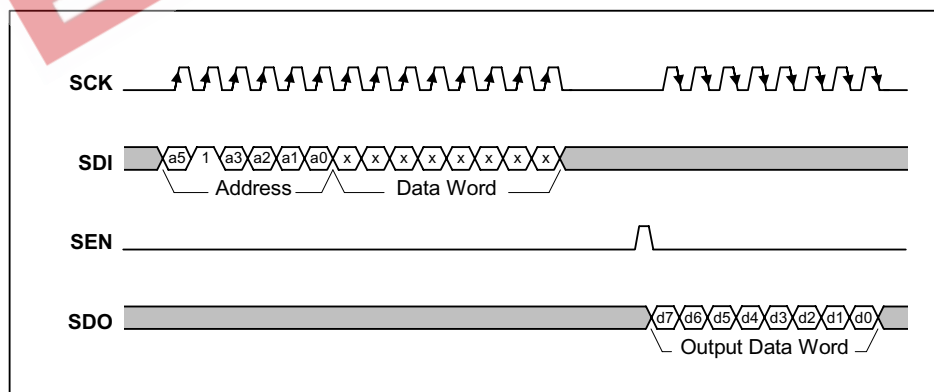 SCK
SDI a5 1 a3 a2 a1 a0 x x x x x x x x
Address Data Word
SEN
SDO d7 d6 d5 d4 d3 d2 d1 d0
Output Data Word